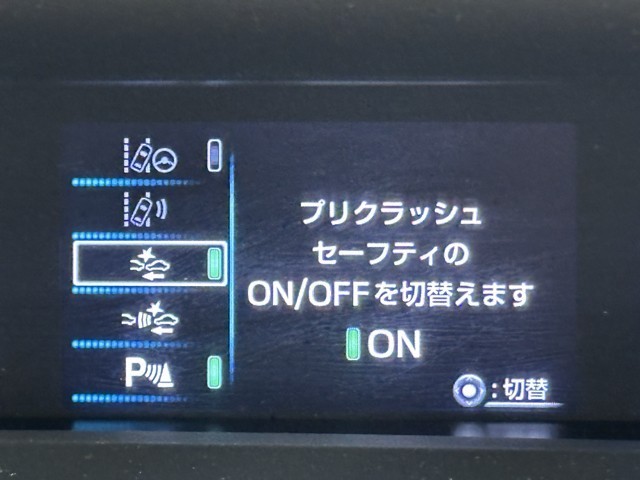 プリクラッシュ
セーフティの
ON/OFFを切替えます
ON
P
:切替